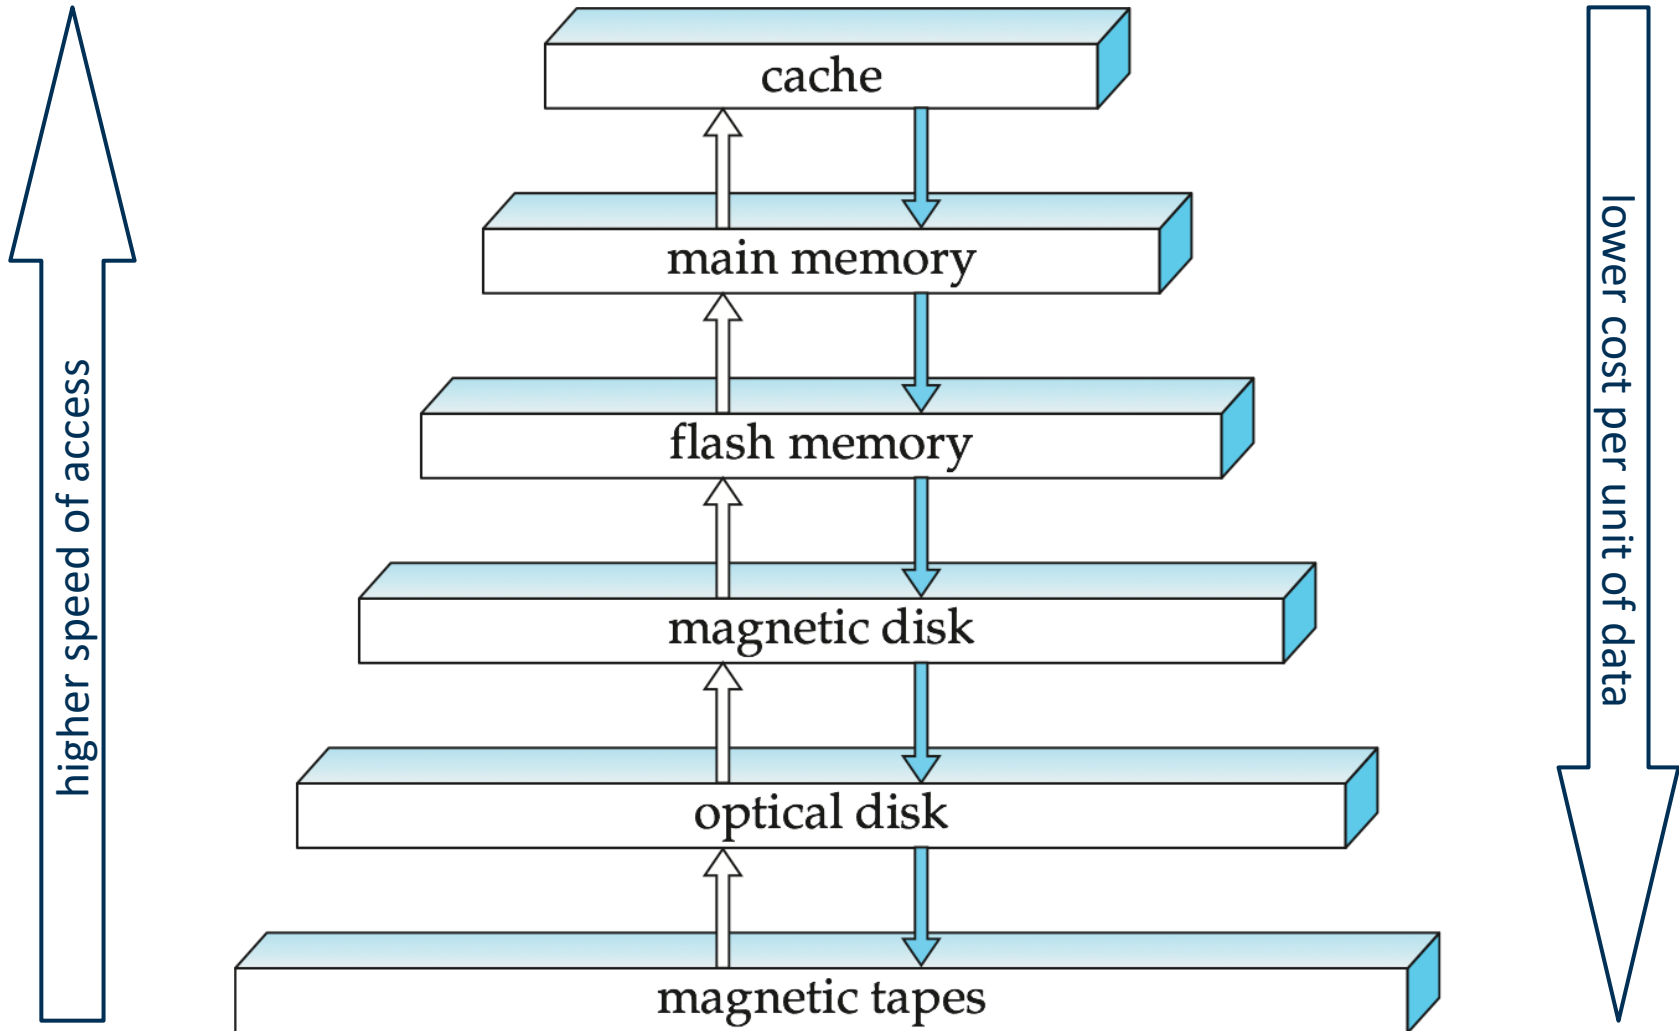 cache
main memory
flash memory
magnetic disk
optical disk
magnetic tapes
higher speed of access
lower cost per unit of data